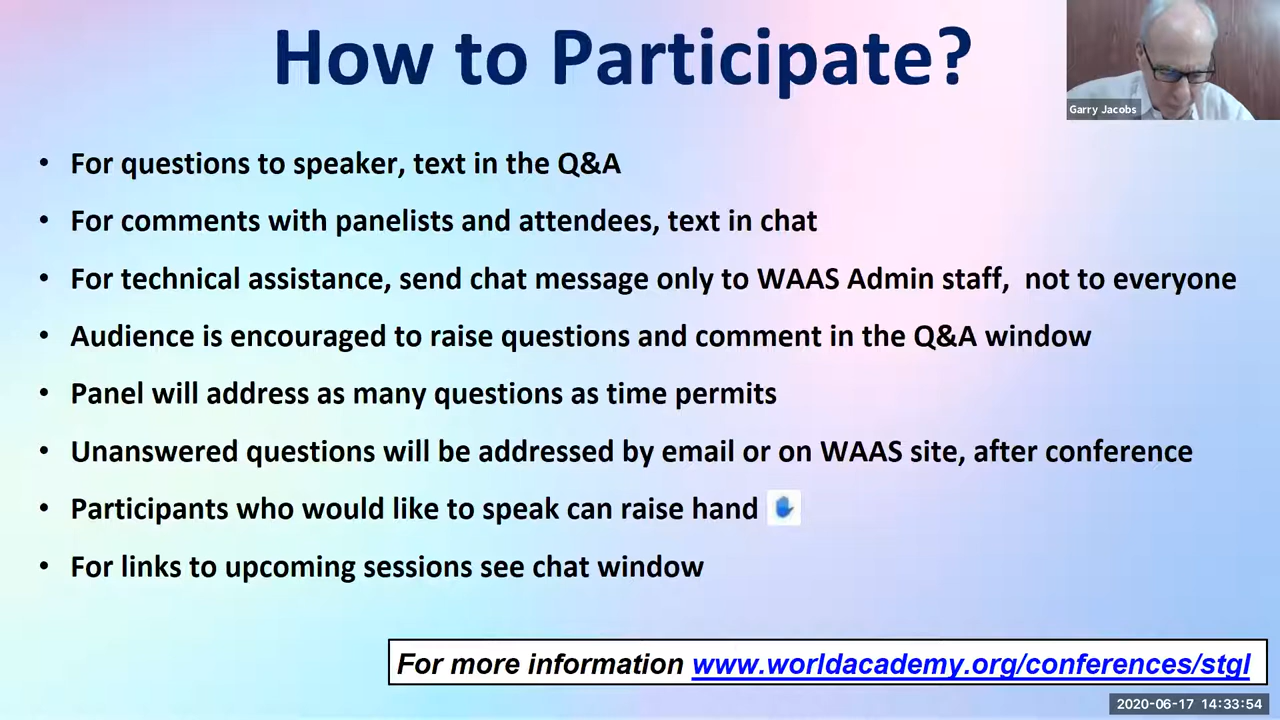 How to Participate?
Garry Jacobs
• For questions to speaker, text in the Q&A
• For comments with panelists and attendees, text in chat
• For technical assistance, send chat message only to WAAS Admin staff,  not to everyone
• Audience is encouraged to raise questions and comment in the Q&A window
• Panel will address as many questions as time permits
• Unanswered questions will be addressed by email or on WAAS site, after conference
• Participants who would like to speak can raise hand
• For links to upcoming sessions see chat window
For more information www.worldacademy.org/conferences/stgl
2020-06-17 14:33:54